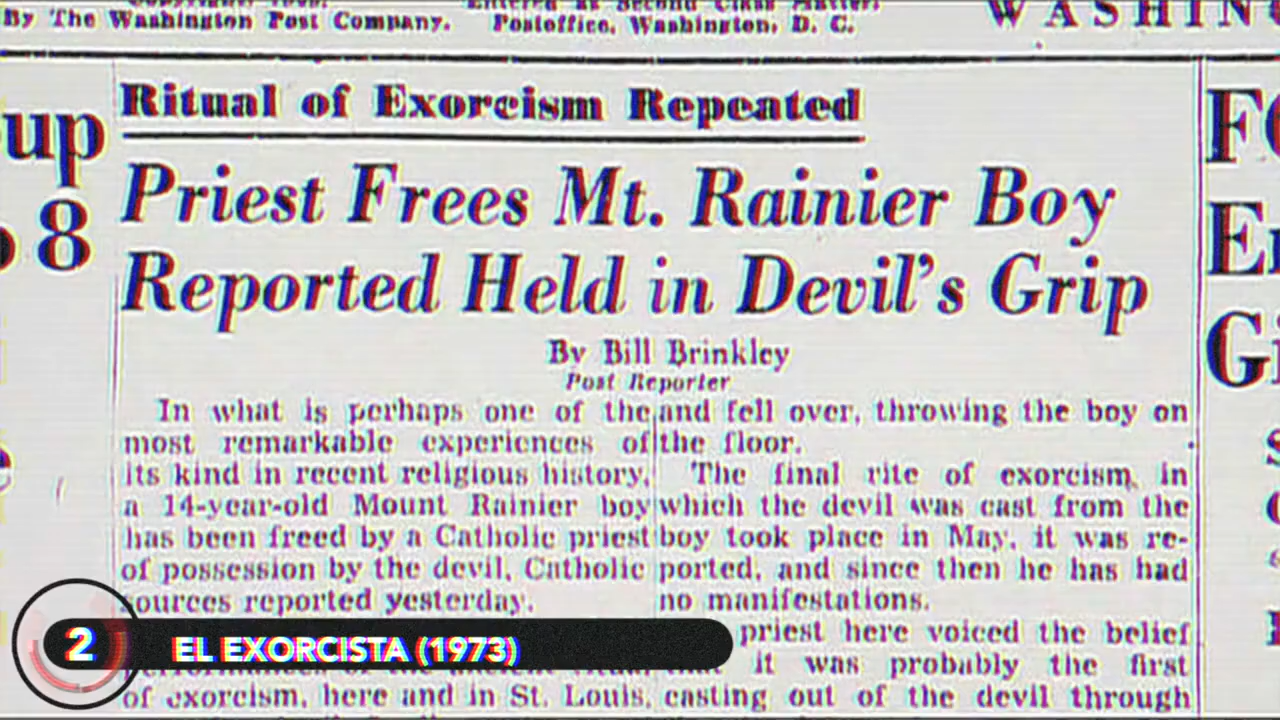 By The Washington Post Company.
Postoffice, Washington, D. C.
WASHIN
up
8
Ritual of Exorcism Repeated
Priest Frees Mt. Rainier Boy
Reported Held in Devil's Grip
By Bill Brinkley
Post Reporter
In what is perhaps one of the
most remarkable experiences of
its kind in recent religious history,
a 14-year-old Mount Rainier boy
has been freed by a Catholic priest
of possession by the devil, Catholic
sources reported yesterday.
of exorcism, here and in St. Louis,
and fell over, throwing the boy on
the floor.
The final rite of exorcism, in
which the devil was cast from the
boy took place in May, it was re-
ported, and since then he has had
no manifestations.
priest here voiced the belief
it was probably the first
casting out of the devil through
2
EL EXORCISTA (1973)